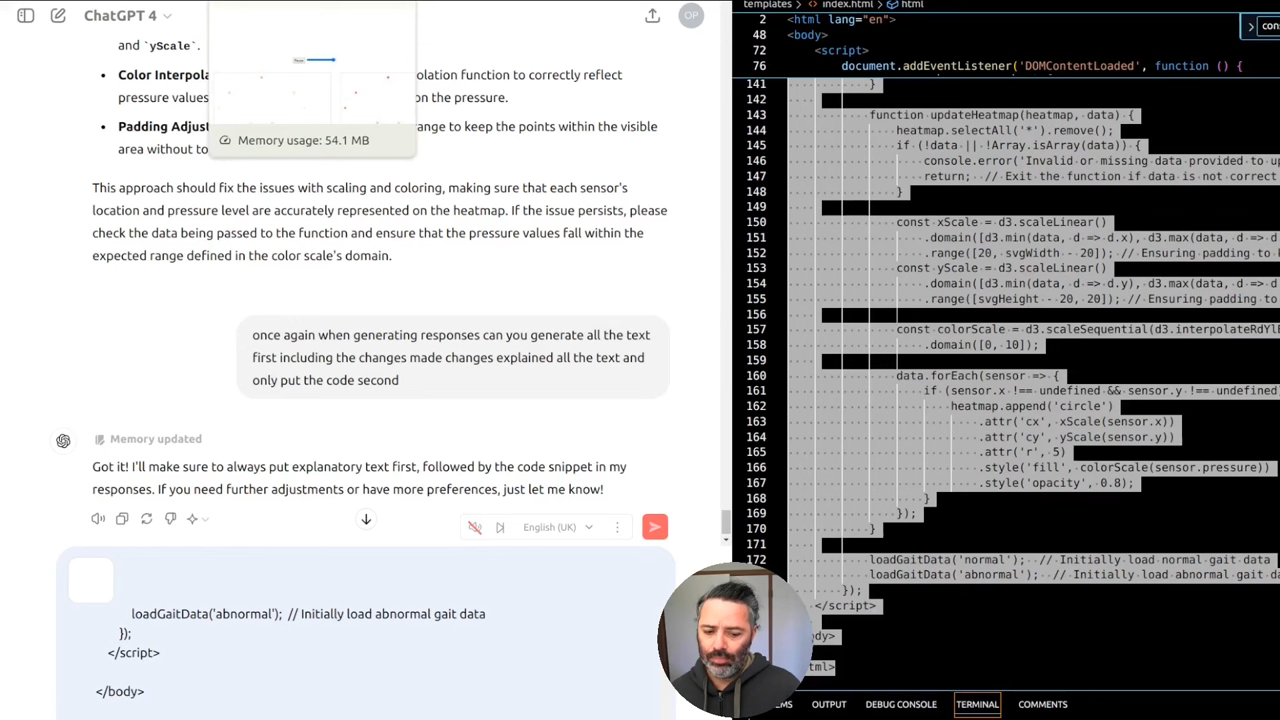 ChatGPT 4
OP
and `yScale`.
Color Interpola
olation function to correctly reflect
pressure values
on the pressure.
Memory usage: 54.1 MB
Padding Adjust
range to keep the points within the visible
area without to
This approach should fix the issues with scaling and coloring, making sure that each sensor's
location and pressure level are accurately represented on the heatmap. If the issue persists, please
check the data being passed to the function and ensure that the pressure values fall within the
expected range defined in the color scale's domain.
once again when generating responses can you generate all the text
first including the changes made changes explained all the text and
only put the code second
Memory updated
Got it! I'll make sure to always put explanatory text first, followed by the code snippet in my
responses. If you need further adjustments or have more preferences, just let me know!
English (UK)
loadGaitData('abnormal'); // Initially load abnormal gait data
});
</script>
</body>
templates > <> index.html > html
2 <html lang="en">
48 <body>
72 <script>
76 document.addEventListener('DOMContentLoaded', function () {
con
141 }
142
143 function updateHeatmap(heatmap, data) {
144 heatmap.selectAll('*').remove();
145 if (!data || !Array.isArray(data)) {
146 console.error('Invalid or missing data provided to up
147 return; // Exit the function if data is not correct
148 }
149
150 const xScale = d3.scaleLinear()
151 .domain([d3.min(data, d => d.x), d3.max(data, d =>
152 .range([20, svgWidth - 20]); // Ensuring padding to k
153 const yScale = d3.scaleLinear()
154 .domain([d3.min(data, d => d.y), d3.max(data, d =>
155 .range([svgHeight - 20, 20]); // Ensuring padding to
156
157 const colorScale = d3.scaleSequential(d3.interpolateRdYlB
158 .domain([0, 10]);
159
160 data.forEach(sensor => {
161 if (sensor.x !== undefined && sensor.y !== undefined
162 heatmap.append('circle')
163 .attr('cx', xScale(sensor.x))
164 .attr('cy', yScale(sensor.y))
165 .attr('r', 5)
166 .style('fill', colorScale(sensor.pressure))
167 .style('opacity', 0.8);
168 }
169 });
170 }
171
172 loadGaitData('normal'); // Initially load normal gait data
loadGaitData('abnormal'); // Initially load abnormal gait da
});
</script>
ody>
tml>
EMS OUTPUT DEBUG CONSOLE TERMINAL COMMENTS